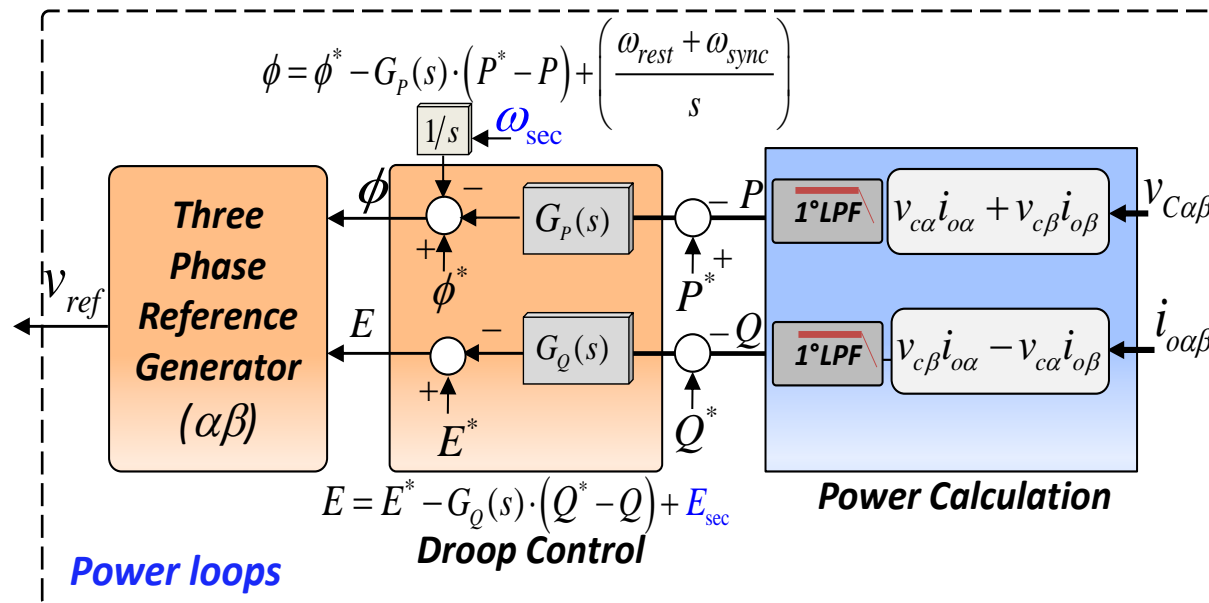 ϕ = ϕ* − G_P(s)·(P* − P) + ((ω_rest + ω_sync) / s)
1/s
ω_sec
Three
Phase
Reference
Generator
(αβ)
v_ref
ϕ
−
+
ϕ*
G_P(s)
−
P
+
P*
1°LPF
v_cα i_oα + v_cβ i_oβ
v_Cαβ
E
−
+
E*
G_Q(s)
−
Q
Q*
1°LPF
v_cβ i_oα − v_cα i_oβ
i_oαβ
E = E* − G_Q(s)·(Q* − Q) + E_sec
Power Calculation
Droop Control
Power loops